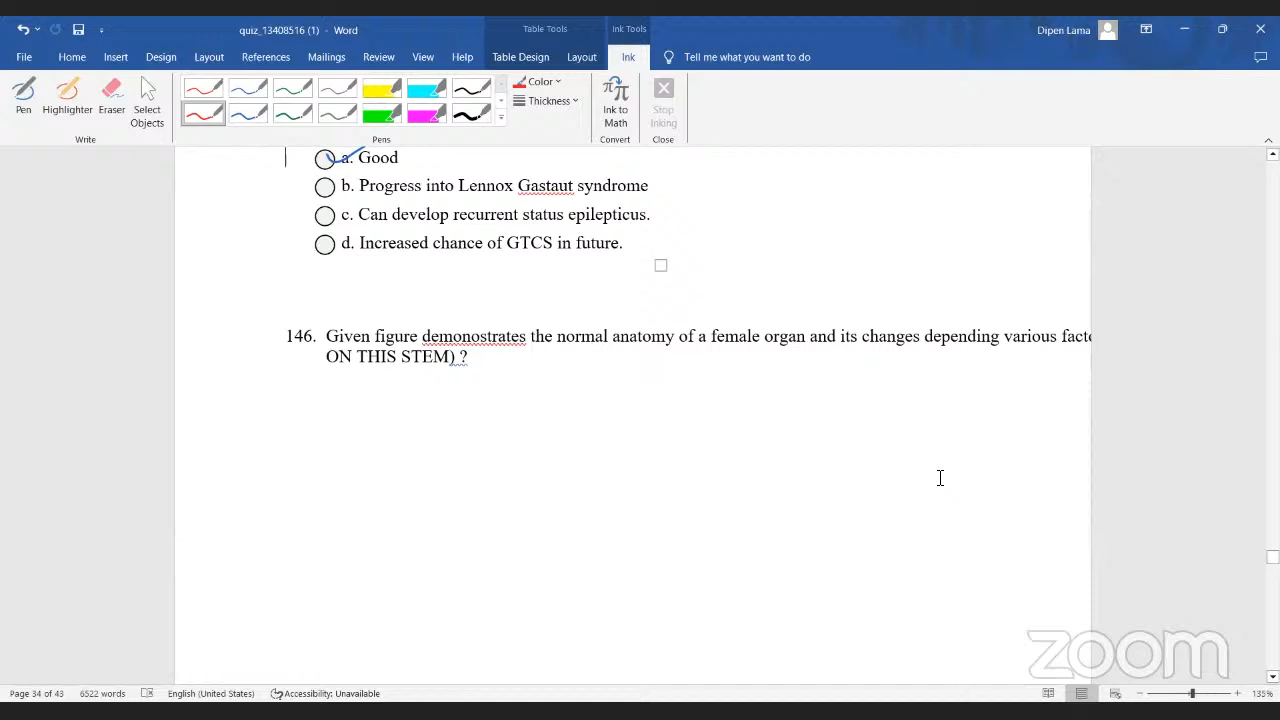 quiz_13408516 (1) - Word
Table Tools
Ink Tools
Dipen Lama
File Home Insert Design Layout References Mailings Review View Help Table Design Layout Ink Tell me what you want to do
Pen
Highlighter
Eraser
Select Objects
Color
Thickness
Ink to Math
Stop Inking
Write
Pens
Convert
Close
a. Good
b. Progress into Lennox Gastaut syndrome
c. Can develop recurrent status epilepticus.
d. Increased chance of GTCS in future.
146. Given figure demonostrates the normal anatomy of a female organ and its changes depending various facte
ON THIS STEM) ?
zoom
Page 34 of 43 6522 words English (United States) Accessibility: Unavailable 135%